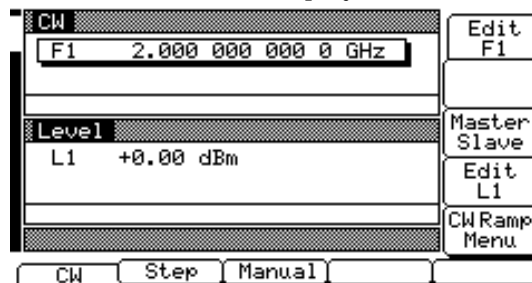 CW
F1 2.000 000 000 0 GHz
Level
L1 +0.00 dBm
Edit
F1
Master
Slave
Edit
L1
CW Ramp
Menu
CW Step Manual